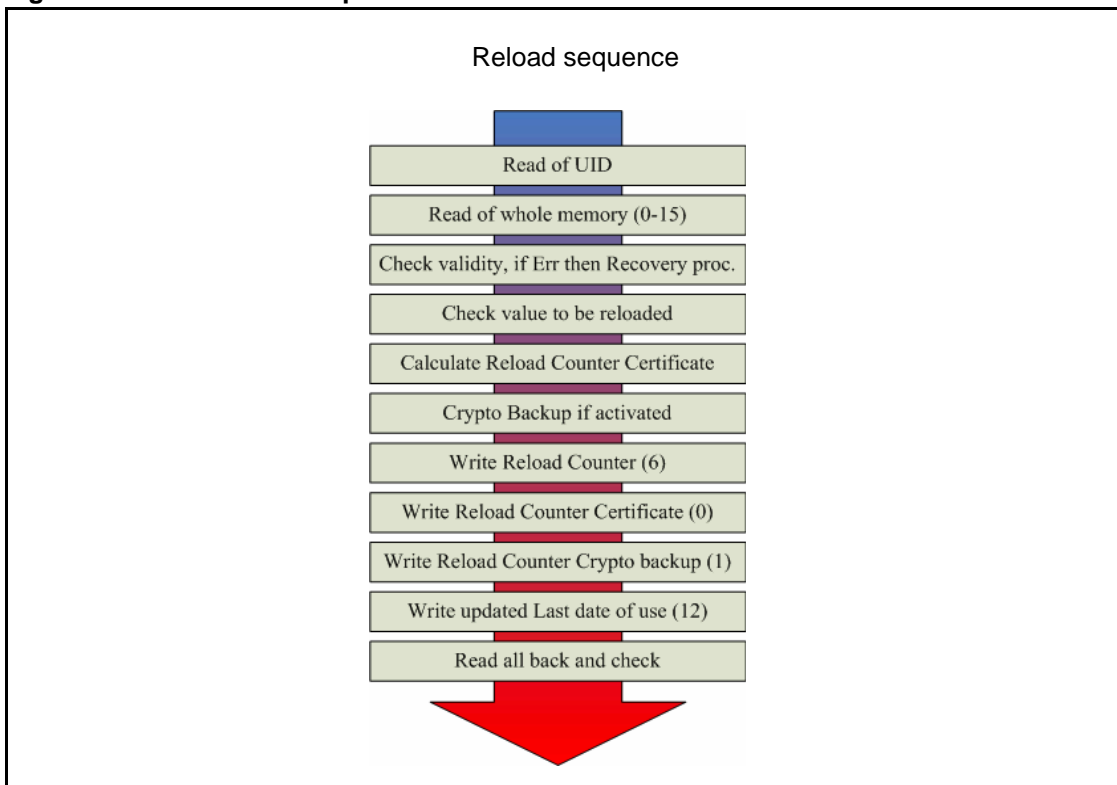 Reload sequence
Read of UID
Read of whole memory (0-15)
Check validity, if Err then Recovery proc.
Check value to be reloaded
Calculate Reload Counter Certificate
Crypto Backup if activated
Write Reload Counter (6)
Write Reload Counter Certificate (0)
Write Reload Counter Crypto backup (1)
Write updated Last date of use (12)
Read all back and check